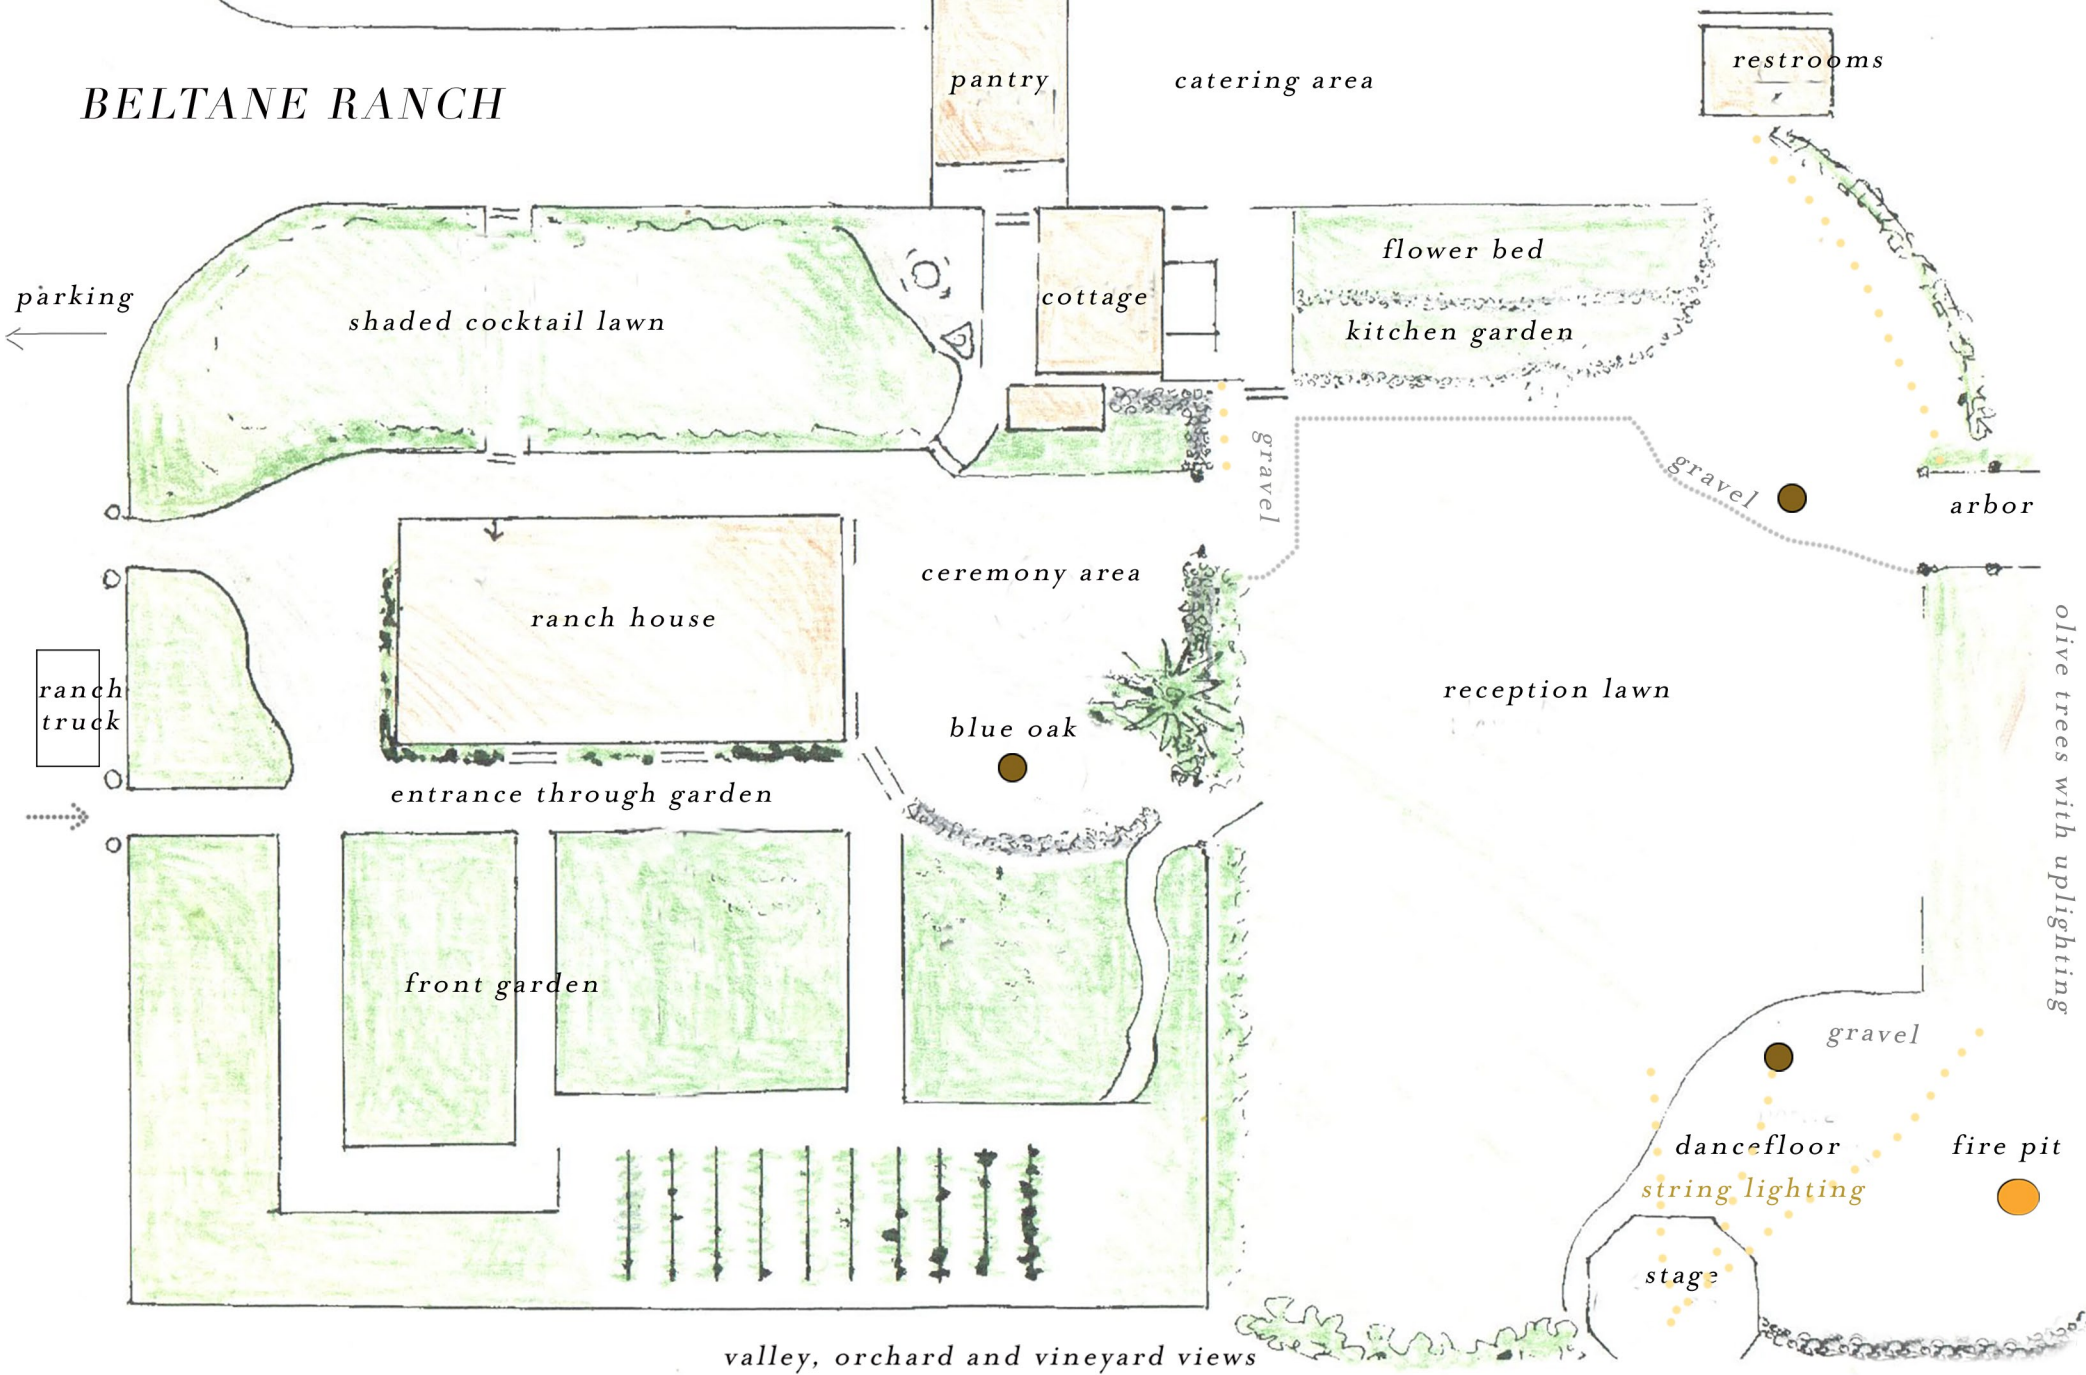 BELTANE RANCH
pantry
catering area
restrooms
parking
shaded cocktail lawn
cottage
flower bed
kitchen garden
gravel
gravel
arbor
ceremony area
ranch house
ranch
truck
blue oak
reception lawn
olive trees with uplighting
entrance through garden
front garden
gravel
dancefloor
string lighting
fire pit
stage
valley, orchard and vineyard views